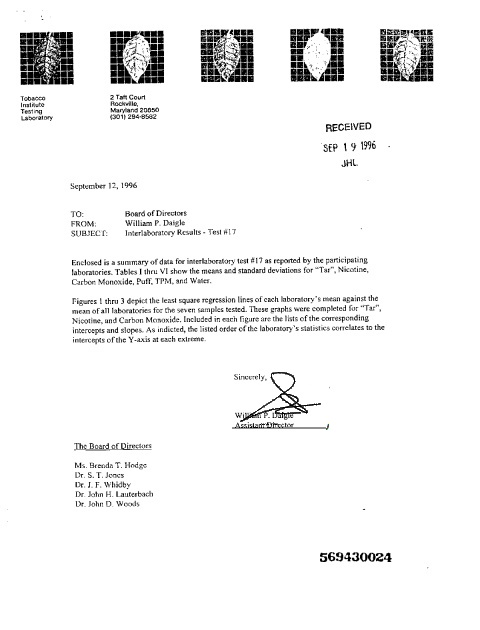 Tobacco
Institute
Testing
Laboratory
2 Taft Court
Rockville,
Maryland 20850
(301) 294-8582
RECEIVED
SEP 19 1996
JHL
September 12, 1996
TO: Board of Directors
FROM: William P. Daigle
SUBJECT: Interlaboratory Results - Test #17
Enclosed is a summary of data for interlaboratory test #17 as reported by the participating
laboratories. Tables I thru VI show the means and standard deviations for "Tar", Nicotine,
Carbon Monoxide, Puff, TPM, and Water.
Figures 1 thru 3 depict the least square regression lines of each laboratory's mean against the
mean of all laboratories for the seven samples tested. These graphs were completed for "Tar",
Nicotine, and Carbon Monoxide. Included in each figure are the lists of the corresponding
intercepts and slopes. As indicted, the listed order of the laboratory's statistics correlates to the
intercepts of the Y-axis at each extreme.
Sincerely,
William P. Daigle
Assistant Director
The Board of Directors
Ms. Brenda T. Hodge
Dr. S. T. Jones
Dr. J. F. Whidby
Dr. John H. Lauterbach
Dr. John D. Woods
569430024